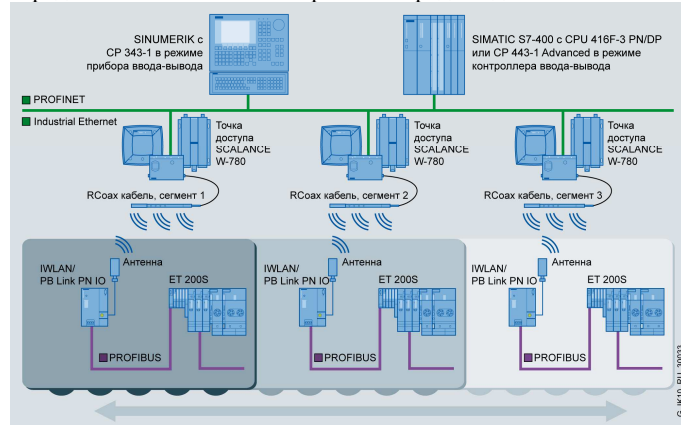 SINUMERIK с
CP 343-1 в режиме
прибора ввода-вывода
SIMATIC S7-400 с CPU 416F-3 PN/DP
или CP 443-1 Advanced в режиме
контроллера ввода-вывода
PROFINET
Industrial Ethernet
Точка
доступа
SCALANCE
W-780
Точка
доступа
SCALANCE
W-780
Точка
доступа
SCALANCE
W-780
RCoax кабель, сегмент 1
RCoax кабель, сегмент 2
RCoax кабель, сегмент 3
IWLAN/
PB Link PN IO
Антенна
ET 200S
PROFIBUS
IWLAN/
PB Link PN IO
Антенна
ET 200S
PROFIBUS
IWLAN/
PB Link PN IO
Антенна
ET 200S
PROFIBUS